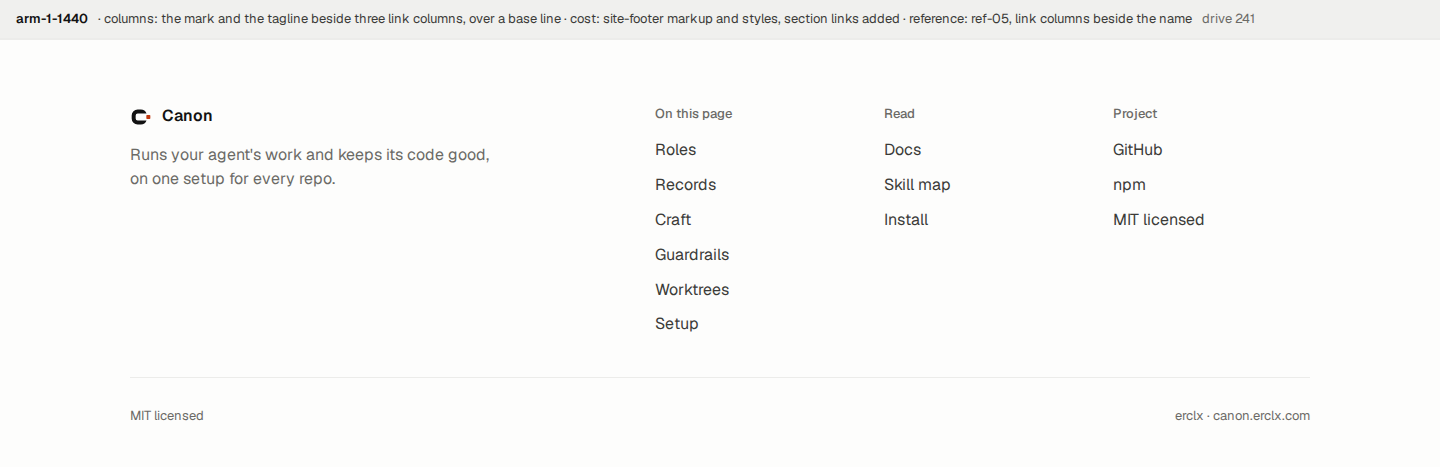 arm-1-1440 · columns: the mark and the tagline beside three link columns, over a base line · cost: site-footer markup and styles, section links added · reference: ref-05, link columns beside the name drive 241
Canon
Runs your agent's work and keeps its code good,
on one setup for every repo.
On this page
Roles
Records
Craft
Guardrails
Worktrees
Setup
Read
Docs
Skill map
Install
Project
GitHub
npm
MIT licensed
MIT licensed
erclx · canon.erclx.com